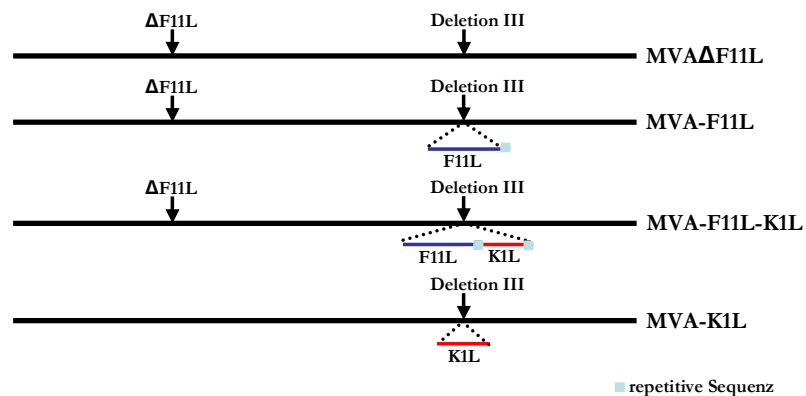 ΔF11L Deletion III
MVAΔF11L
ΔF11L Deletion III
MVA-F11L
F11L
ΔF11L Deletion III
MVA-F11L-K1L
F11L K1L
Deletion III
MVA-K1L
K1L
repetitive Sequenz